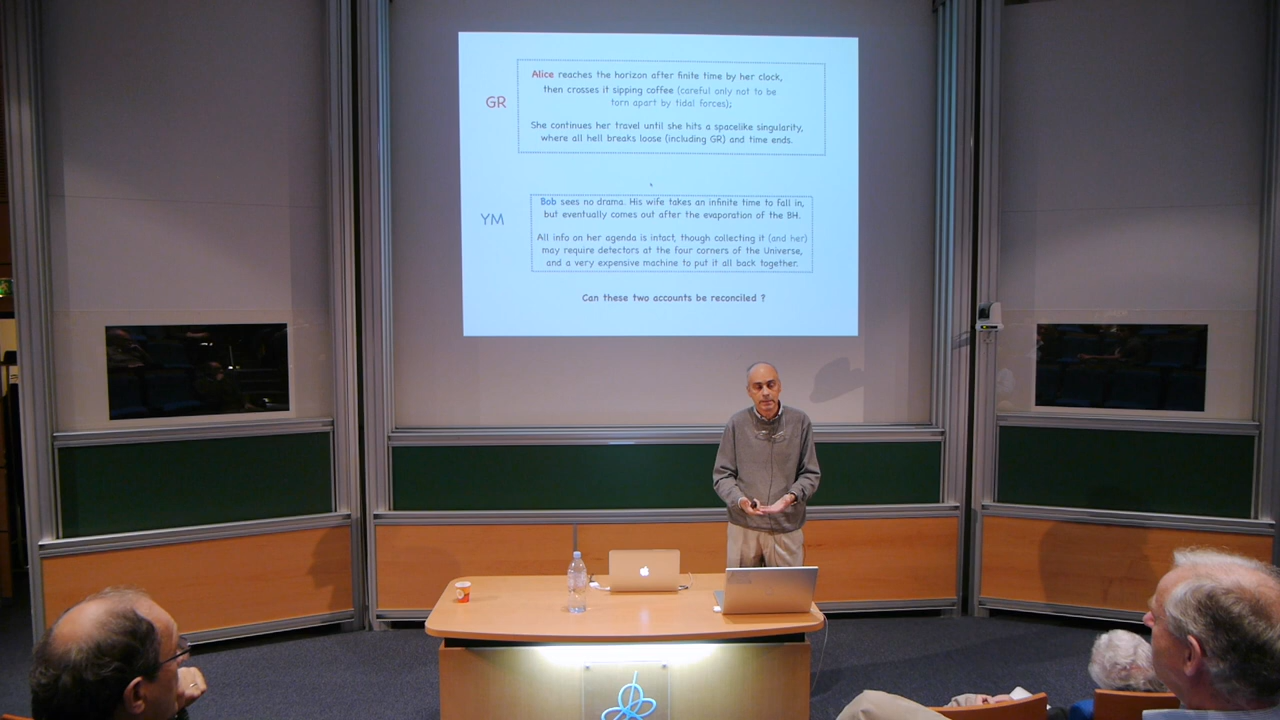 GR
Alice reaches the horizon after finite time by her clock,
then crosses it sipping coffee (careful only not to be
torn apart by tidal forces);
She continues her travel until she hits a spacelike singularity,
where all hell breaks loose (including GR) and time ends.
YM
Bob sees no drama. His wife takes an infinite time to fall in,
but eventually comes out after the evaporation of the BH.
All info on her agenda is intact, though collecting it (and her)
may require detectors at the four corners of the Universe,
and a very expensive machine to put it all back together.
Can these two accounts be reconciled ?